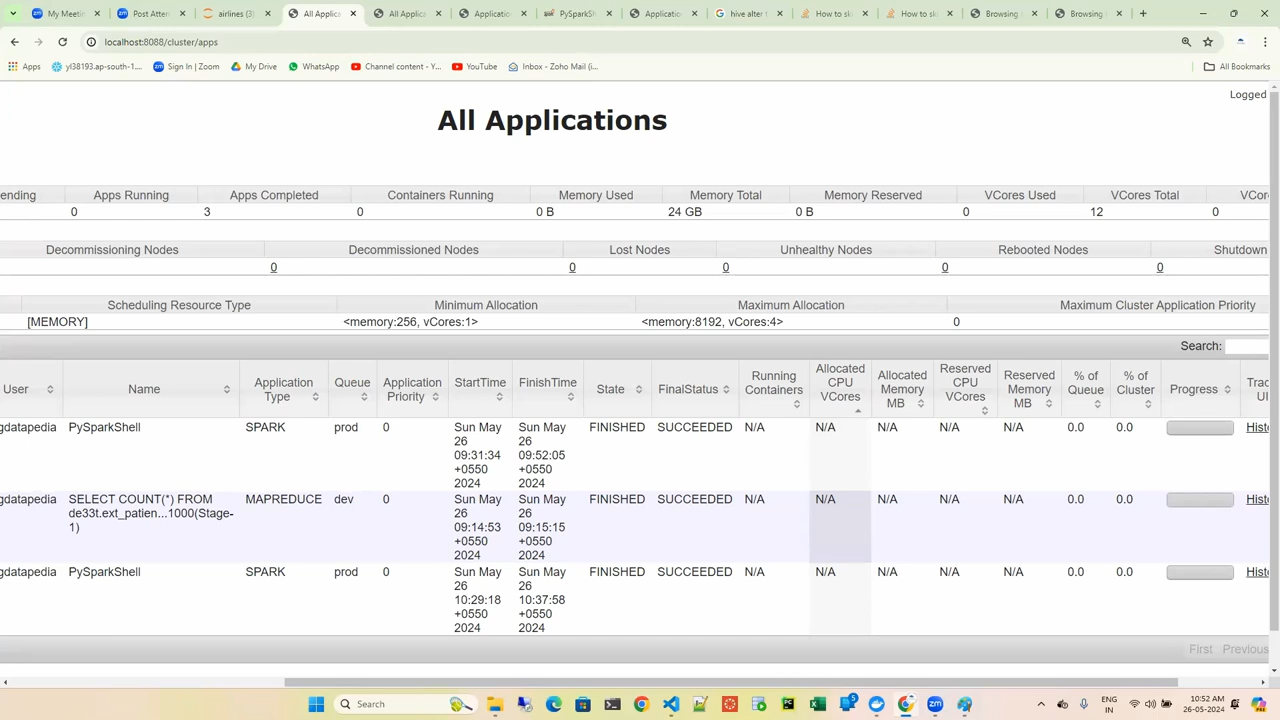 My Meetin
Post Atten
airlines (3)
All Applica
All Applic
Application
PySparkSh
Application
hive alter t
How to sk
How to sk
Browsing
Browsing
localhost:8088/cluster/apps
Apps
yl38193.ap-south-1....
Sign In | Zoom
My Drive
WhatsApp
Channel content - Y...
YouTube
Inbox - Zoho Mail (i...
All Bookmarks
Logged
All Applications
ending Apps Running Apps Completed Containers Running Memory Used Memory Total Memory Reserved VCores Used VCores Total VCor
0 3 0 0 B 24 GB 0 B 0 12 0
Decommissioning Nodes Decommissioned Nodes Lost Nodes Unhealthy Nodes Rebooted Nodes Shutdown
0 0 0 0 0
Scheduling Resource Type Minimum Allocation Maximum Allocation Maximum Cluster Application Priority
[MEMORY] <memory:256, vCores:1> <memory:8192, vCores:4> 0
Search:
User Name Application Type Queue Application Priority StartTime FinishTime State FinalStatus Running Containers Allocated CPU VCores Allocated Memory MB Reserved CPU VCores Reserved Memory MB % of Queue % of Cluster Progress Trac UI
gdatapedia PySparkShell SPARK prod 0 Sun May 26 09:31:34 +0550 2024 Sun May 26 09:52:05 +0550 2024 FINISHED SUCCEEDED N/A N/A N/A N/A N/A 0.0 0.0 Histo
gdatapedia SELECT COUNT(*) FROM de33t.ext_patien...1000(Stage-1) MAPREDUCE dev 0 Sun May 26 09:14:53 +0550 2024 Sun May 26 09:15:15 +0550 2024 FINISHED SUCCEEDED N/A N/A N/A N/A N/A 0.0 0.0 Histo
gdatapedia PySparkShell SPARK prod 0 Sun May 26 10:29:18 +0550 2024 Sun May 26 10:37:58 +0550 2024 FINISHED SUCCEEDED N/A N/A N/A N/A N/A 0.0 0.0 Histo
First Previous
Search
ENG
IN
10:52 AM
26-05-2024